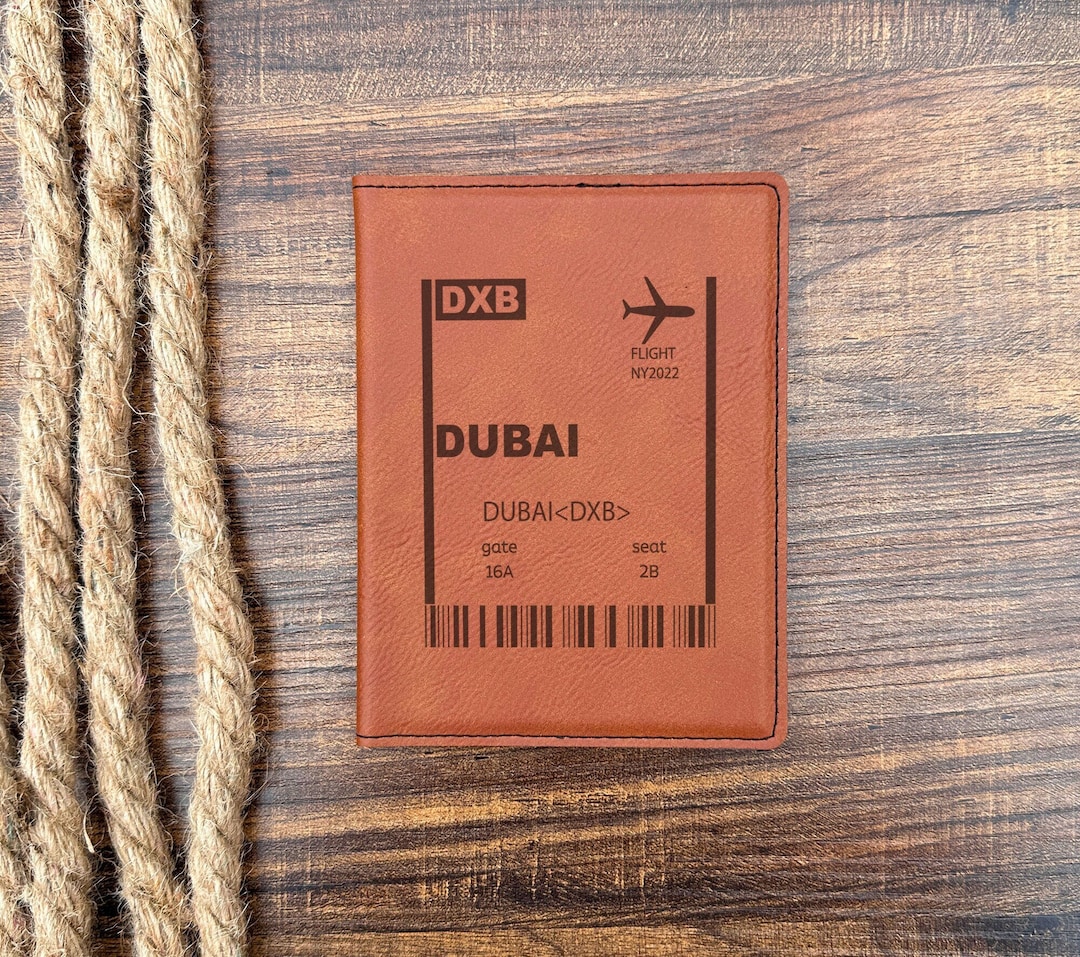 DXB
FLIGHT
NY2022
DUBAI
DUBAI<DXB>
gate seat
16A 2B